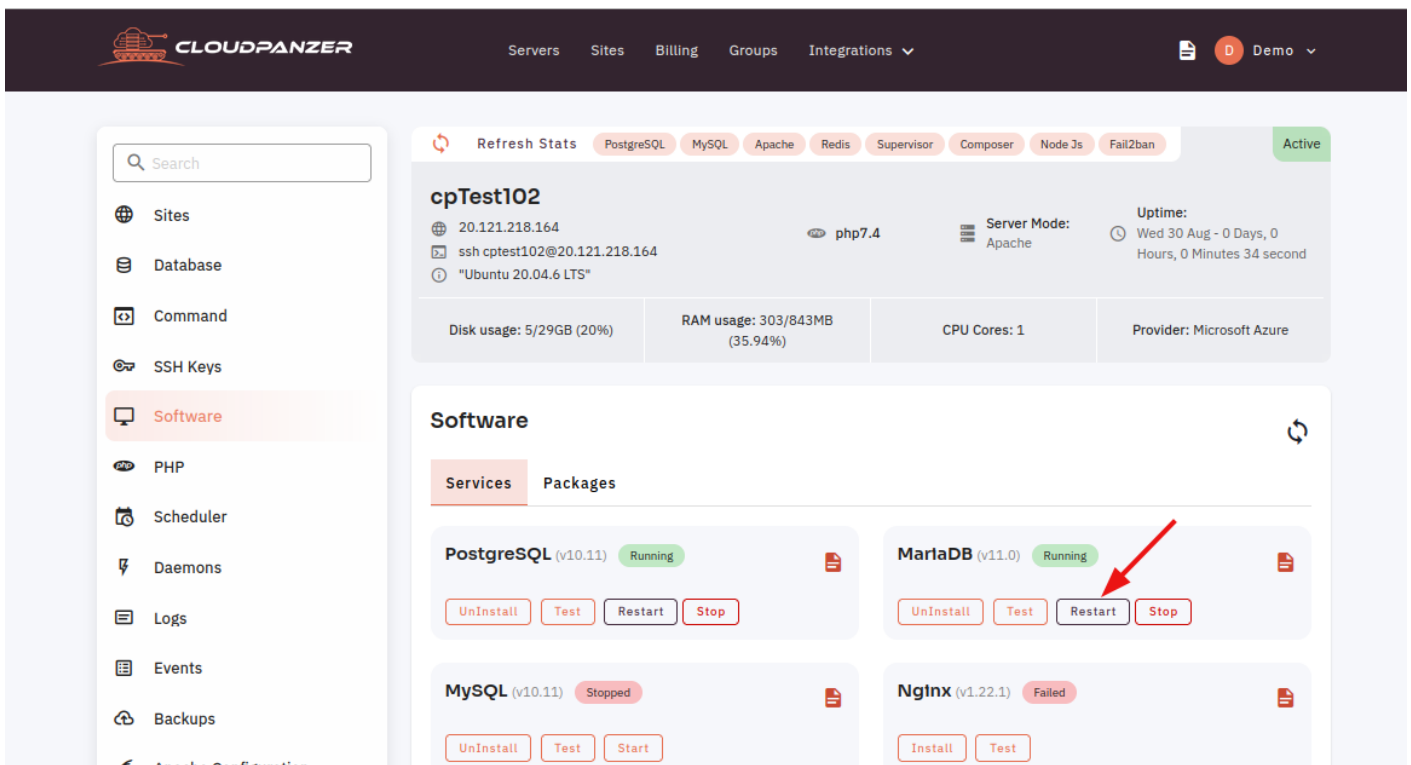 CLOUDPANZER
Servers Sites Billing Groups Integrations
D Demo
Search
Sites
Database
Command
SSH Keys
Software
php PHP
Scheduler
Daemons
Logs
Events
Backups
Refresh Stats PostgreSQL MySQL Apache Redis Supervisor Composer Node Js Fail2ban Active
cpTest102
20.121.218.164
ssh cptest102@20.121.218.164
"Ubuntu 20.04.6 LTS"
php php7.4
Server Mode:
Apache
Uptime:
Wed 30 Aug - 0 Days, 0
Hours, 0 Minutes 34 second
Disk usage: 5/29GB (20%)
RAM usage: 303/843MB
(35.94%)
CPU Cores: 1
Provider: Microsoft Azure
Software
Services Packages
PostgreSQL (v10.11) Running
UnInstall Test Restart Stop
MariaDB (v11.0) Running
UnInstall Test Restart Stop
MySQL (v10.11) Stopped
UnInstall Test Start
Nginx (v1.22.1) Failed
Install Test